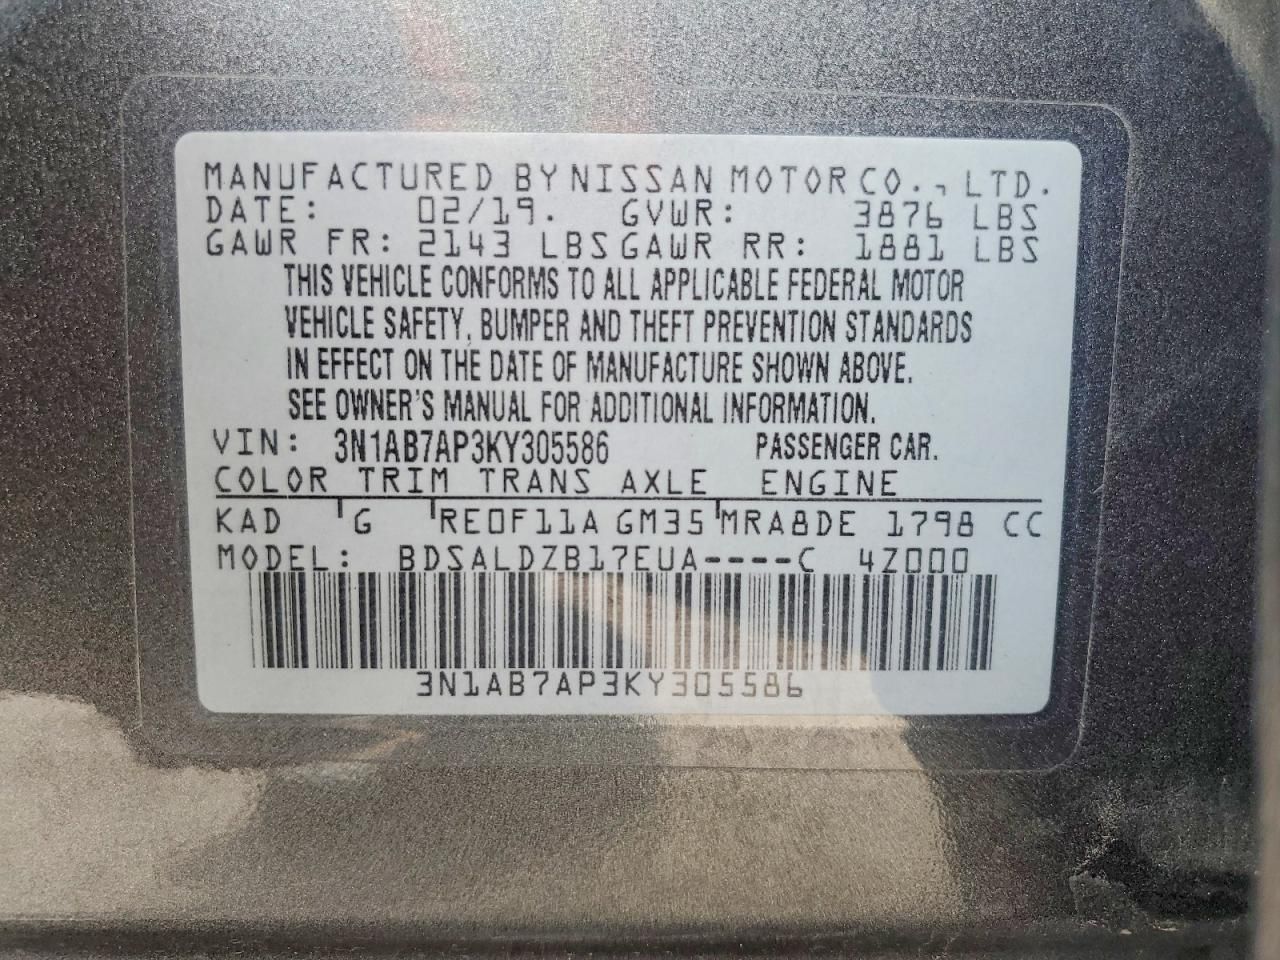 MANUFACTURED BY NISSAN MOTOR CO., LTD.
DATE: 02/19. GVWR: 3876 LBS
GAWR FR: 2143 LBS GAWR RR: 1881 LBS
THIS VEHICLE CONFORMS TO ALL APPLICABLE FEDERAL MOTOR
VEHICLE SAFETY, BUMPER AND THEFT PREVENTION STANDARDS
IN EFFECT ON THE DATE OF MANUFACTURE SHOWN ABOVE.
SEE OWNER'S MANUAL FOR ADDITIONAL INFORMATION.
VIN: 3N1AB7AP3KY305586 PASSENGER CAR.
COLOR TRIM TRANS AXLE ENGINE
KAD G RE0F11A GM35 MRA8DE 1798 CC
MODEL: BDSALDZB17EUA----C 4Z000
3N1AB7AP3KY305586